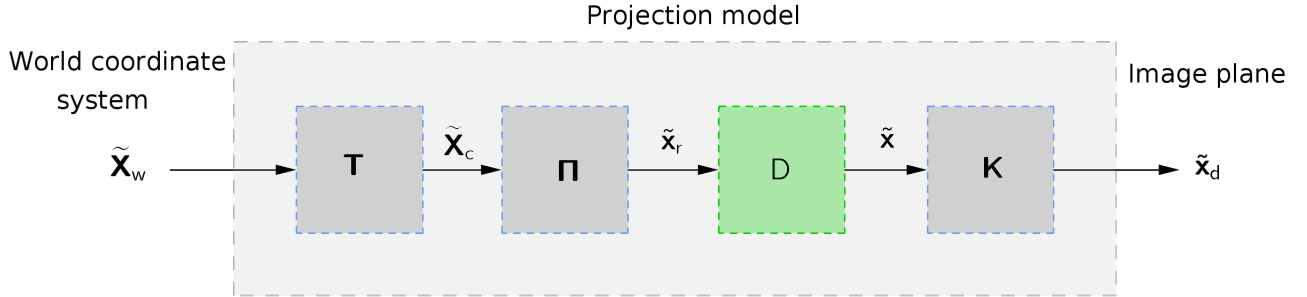 Projection model
World coordinate
system
Image plane
X̃w
T
X̃c
Π
x̃r
D
x̃
K
x̃d